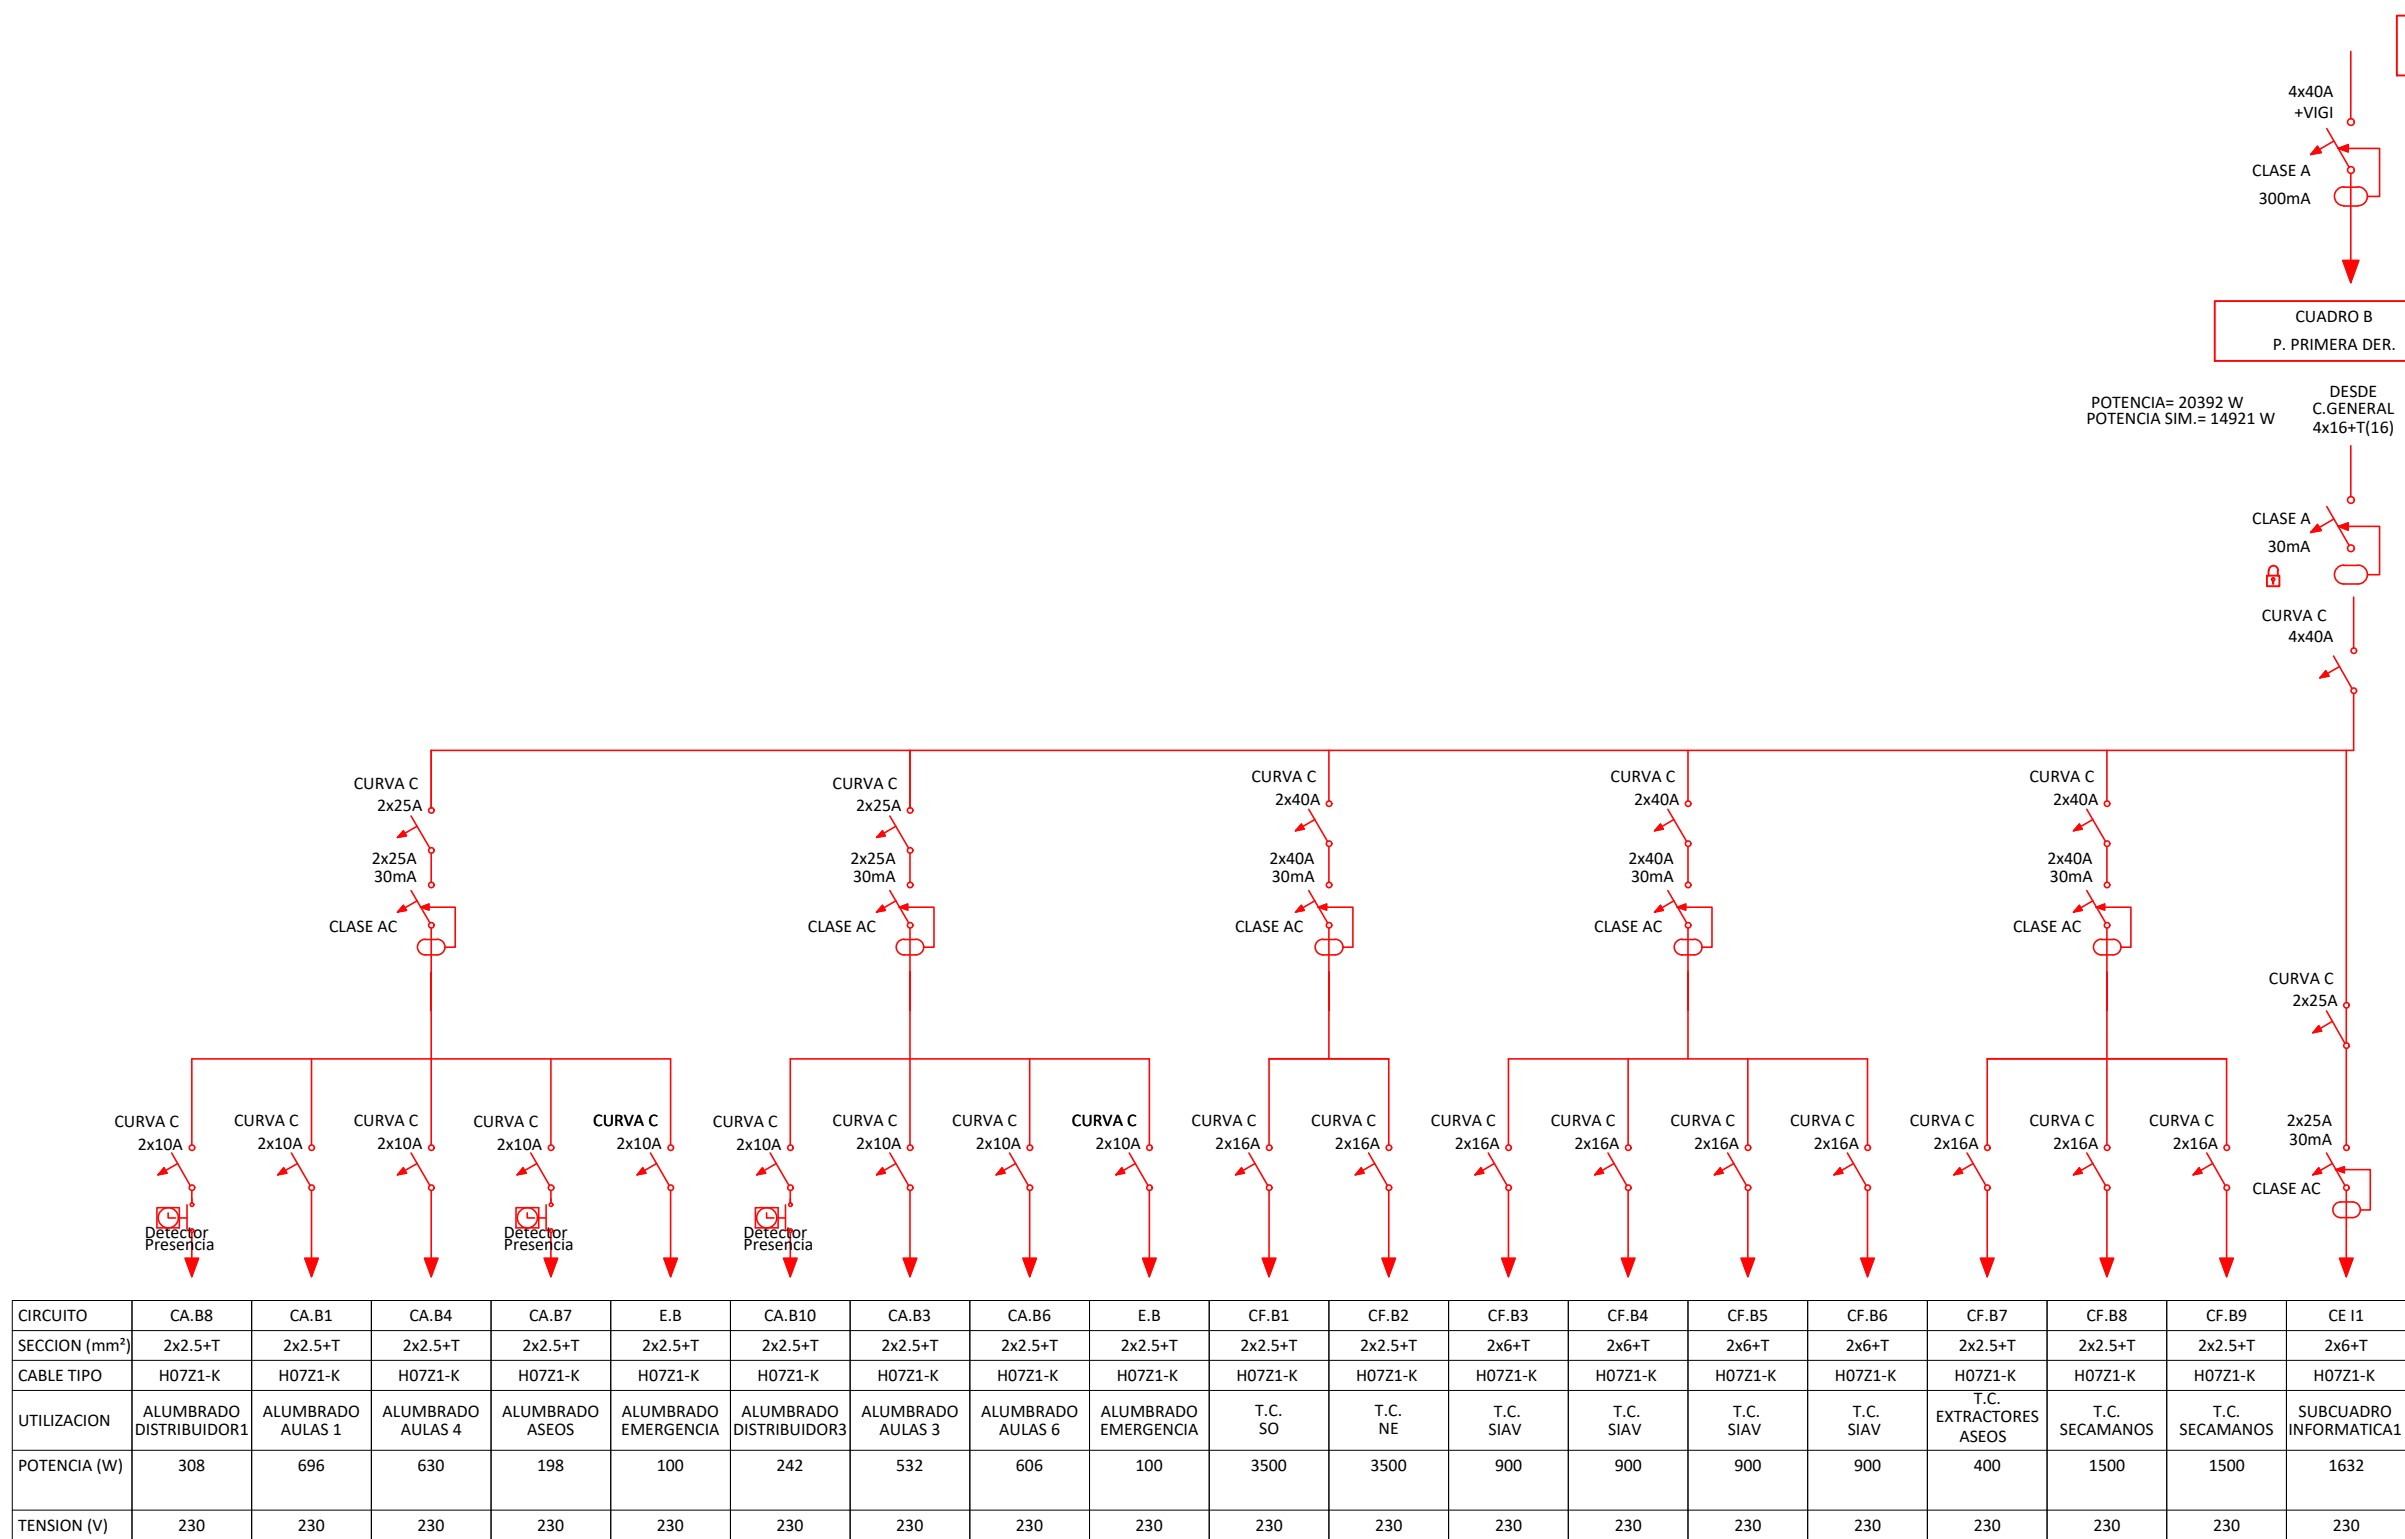 4x40A
+VIGI
CLASE A
300mA
CUADRO B
P. PRIMERA DER.
POTENCIA= 20392 W
POTENCIA SIM.= 14921 W
DESDE
C.GENERAL
4x16+T(16)
CLASE A
30mA
CURVA C
4x40A
CURVA C
2x25A
2x25A
30mA
CLASE AC
CURVA C
2x25A
2x25A
30mA
CLASE AC
CURVA C
2x40A
2x40A
30mA
CLASE AC
CURVA C
2x40A
2x40A
30mA
CLASE AC
CURVA C
2x40A
2x40A
30mA
CLASE AC
CURVA C
2x25A
CURVA C
2x10A
Detector
Presencia
CURVA C
2x10A
CURVA C
2x10A
CURVA C
2x10A
Detector
Presencia
CURVA C
2x10A
CURVA C
2x10A
Detector
Presencia
CURVA C
2x10A
CURVA C
2x10A
CURVA C
2x10A
CURVA C
2x16A
CURVA C
2x16A
CURVA C
2x16A
CURVA C
2x16A
CURVA C
2x16A
CURVA C
2x16A
CURVA C
2x16A
CURVA C
2x16A
CURVA C
2x16A
2x25A
30mA
CLASE AC
CIRCUITO CA.B8 CA.B1 CA.B4 CA.B7 E.B CA.B10 CA.B3 CA.B6 E.B CF.B1 CF.B2 CF.B3 CF.B4 CF.B5 CF.B6 CF.B7 CF.B8 CF.B9 CE I1
SECCION (mm²) 2x2.5+T 2x2.5+T 2x2.5+T 2x2.5+T 2x2.5+T 2x2.5+T 2x2.5+T 2x2.5+T 2x2.5+T 2x2.5+T 2x2.5+T 2x6+T 2x6+T 2x6+T 2x6+T 2x2.5+T 2x2.5+T 2x2.5+T 2x6+T
CABLE TIPO H07Z1-K H07Z1-K H07Z1-K H07Z1-K H07Z1-K H07Z1-K H07Z1-K H07Z1-K H07Z1-K H07Z1-K H07Z1-K H07Z1-K H07Z1-K H07Z1-K H07Z1-K H07Z1-K H07Z1-K H07Z1-K H07Z1-K
UTILIZACION
ALUMBRADO
DISTRIBUIDOR1
ALUMBRADO
AULAS 1
ALUMBRADO
AULAS 4
ALUMBRADO
ASEOS
ALUMBRADO
EMERGENCIA
ALUMBRADO
DISTRIBUIDOR3
ALUMBRADO
AULAS 3
ALUMBRADO
AULAS 6
ALUMBRADO
EMERGENCIA
T.C.
SO
T.C.
NE
T.C.
SIAV
T.C.
SIAV
T.C.
SIAV
T.C.
SIAV
T.C.
EXTRACTORES
ASEOS
T.C.
SECAMANOS
T.C.
SECAMANOS
SUBCUADRO
INFORMATICA1
POTENCIA (W) 308 696 630 198 100 242 532 606 100 3500 3500 900 900 900 900 400 1500 1500 1632
TENSION (V) 230 230 230 230 230 230 230 230 230 230 230 230 230 230 230 230 230 230 230